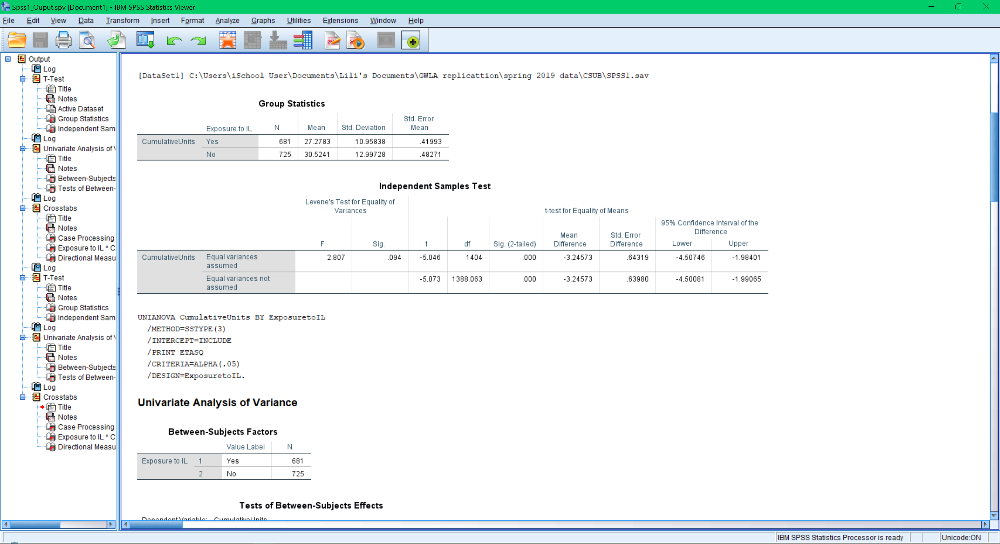 Spss1_Ouput.spv [Document1] - IBM SPSS Statistics Viewer
File Edit View Data Transform Insert Format Analyze Graphs Utilities Extensions Window Help
Output
Log
T-Test
Title
Notes
Active Dataset
Group Statistics
Independent Sam
Log
Univariate Analysis of V
Title
Notes
Between-Subjects
Tests of Between-
Log
Crosstabs
Title
Notes
Case Processing
Exposure to IL * C
Directional Measu
Log
T-Test
Title
Notes
Group Statistics
Independent Sam
Log
Univariate Analysis of V
Title
Notes
Between-Subjects
Tests of Between-
Log
Crosstabs
Title
Notes
Case Processing
Exposure to IL * C
Directional Measu
[DataSet1] C:\Users\iSchool User\Documents\Lili's Documents\GWLA replicattion\spring 2019 data\CSUB\SPSS1.sav
Group Statistics
Exposure to IL N Mean Std. Deviation Std. Error Mean
CumulativeUnits Yes 681 27.2783 10.95838 .41993
No 725 30.5241 12.99728 .48271
Independent Samples Test
Levene's Test for Equality of Variances
t-test for Equality of Means
95% Confidence Interval of the Difference
F Sig. t df Sig. (2-tailed) Mean Difference Std. Error Difference Lower Upper
CumulativeUnits Equal variances assumed 2.807 .094 -5.046 1404 .000 -3.24573 .64319 -4.50746 -1.98401
Equal variances not assumed -5.073 1388.063 .000 -3.24573 .63980 -4.50081 -1.99065
UNIANOVA CumulativeUnits BY ExposuretoIL
/METHOD=SSTYPE(3)
/INTERCEPT=INCLUDE
/PRINT ETASQ
/CRITERIA=ALPHA(.05)
/DESIGN=ExposuretoIL.
Univariate Analysis of Variance
Between-Subjects Factors
Value Label N
Exposure to IL 1 Yes 681
2 No 725
Tests of Between-Subjects Effects
Dependent Variable: CumulativeUnits
IBM SPSS Statistics Processor is ready
Unicode:ON